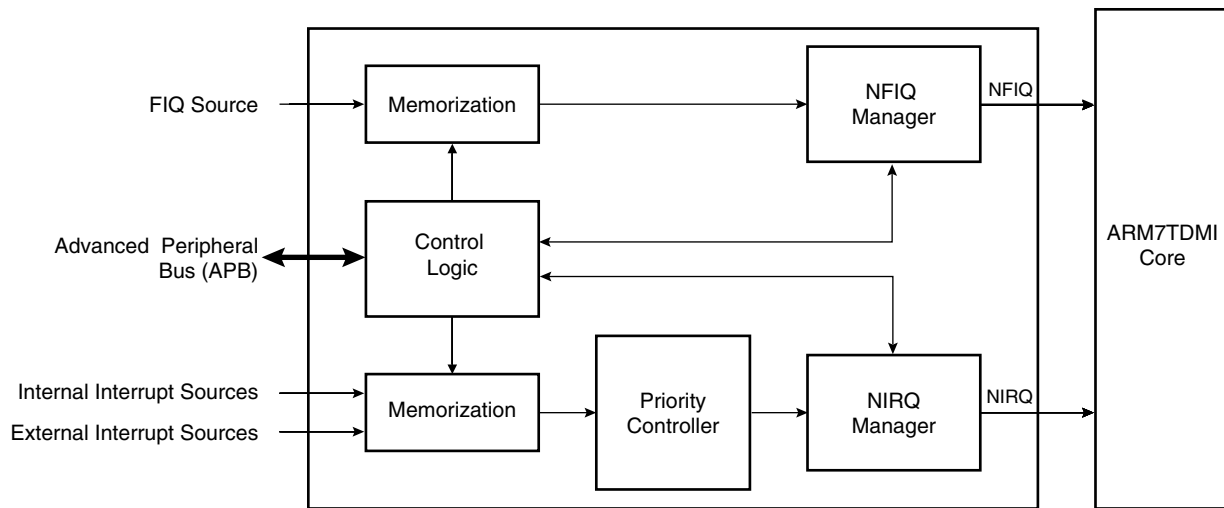 FIQ Source
Memorization
NFIQ
Manager
NFIQ
Advanced Peripheral
Bus (APB)
Control
Logic
ARM7TDMI
Core
Internal Interrupt Sources
External Interrupt Sources
Memorization
Priority
Controller
NIRQ
Manager
NIRQ